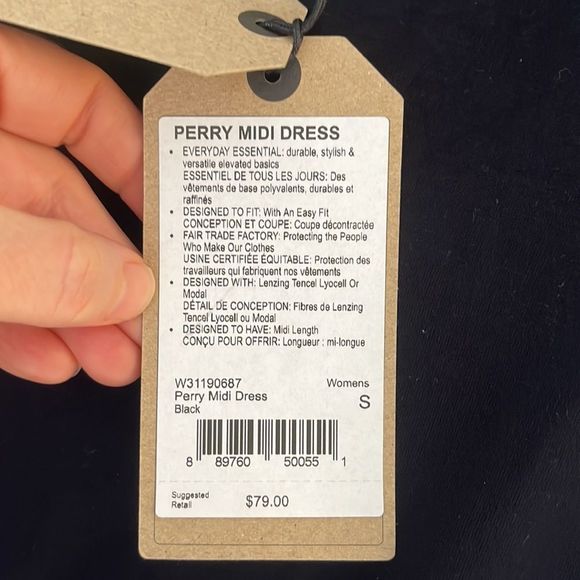 PERRY MIDI DRESS
• EVERYDAY ESSENTIAL: durable, stylish &
versatile elevated basics
ESSENTIEL DE TOUS LES JOURS: Des
vêtements de base polyvalents, durables et
raffinés
• DESIGNED TO FIT: With An Easy Fit
CONCEPTION ET COUPE: Coupe décontractée
• FAIR TRADE FACTORY: Protecting the People
Who Make Our Clothes
USINE CERTIFIÉE ÉQUITABLE: Protection des
travailleurs qui fabriquent nos vêtements
• DESIGNED WITH: Lenzing Tencel Lyocell Or
Modal
DÉTAIL DE CONCEPTION: Fibres de Lenzing
Tencel Lyocell ou Modal
• DESIGNED TO HAVE: Midi Length
CONÇU POUR OFFRIR: Longueur : mi-longue
W31190687 Womens
Perry Midi Dress S
Black
8 89760 50055 1
Suggested
Retail $79.00